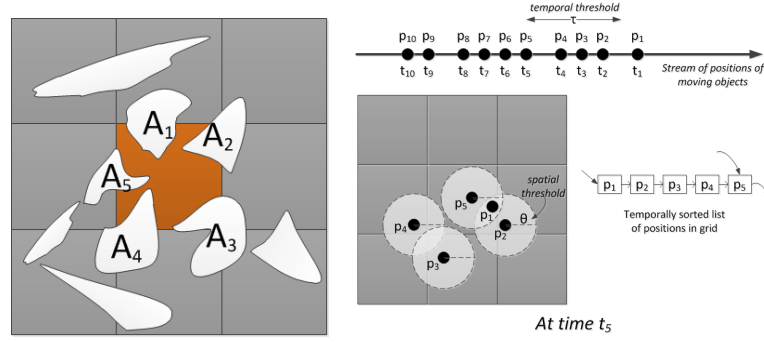 A1
A2
A5
A4
A3
temporal threshold
τ
p10 p9 p8 p7 p6 p5 p4 p3 p2 p1
t10 t9 t8 t7 t6 t5 t4 t3 t2 t1
Stream of positions of
moving objects
spatial
threshold
p5
p1
p4
p2
θ
p3
p1 p2 p3 p4 p5
Temporally sorted list
of positions in grid
At time t5